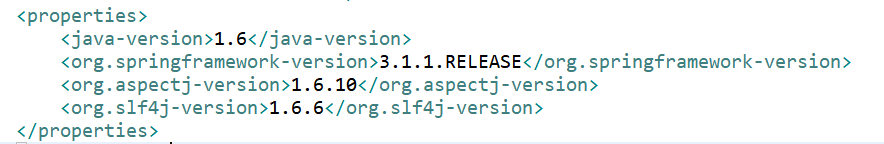 <properties>
<java-version>1.6</java-version>
<org.springframework-version>3.1.1.RELEASE</org.springframework-version>
<org.aspectj-version>1.6.10</org.aspectj-version>
<org.slf4j-version>1.6.6</org.slf4j-version>
</properties>